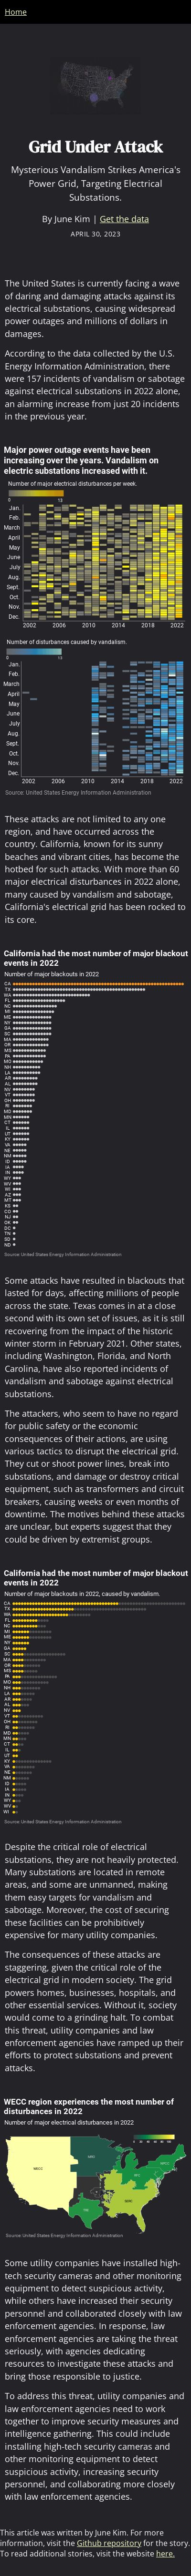 Home
Grid Under Attack
Mysterious Vandalism Strikes America's
Power Grid, Targeting Electrical
Substations.
By June Kim | Get the data
APRIL 30, 2023
The United States is currently facing a wave
of daring and damaging attacks against its
electrical substations, causing widespread
power outages and millions of dollars in
damages.
According to the data collected by the U.S.
Energy Information Administration, there
were 157 incidents of vandalism or sabotage
against electrical substations in 2022 alone,
an alarming increase from just 20 incidents
in the previous year.
Major power outage events have been
increasing over the years. Vandalism on
electric substations increased with it.
Number of major electrical disturbances per week.
0
Jan.
Feb.
March
April
May
June
July
Aug.
Sept.
Oct.
Nov.
Dec.
2002 2006 2010 2014 2018 2022
Number of disturbances caused by vandalism.
0
Jan.
Feb.
March
April
May
June
July
Aug.
Sept.
Oct.
Nov.
Dec.
2002 2006 2010 2014 2018 2022
Source: United States Energy Information Administration
These attacks are not limited to any one
region, and have occurred across the
country. California, known for its sunny
beaches and vibrant cities, has become the
hotbed for such attacks. With more than 60
major electrical disturbances in 2022 alone,
many caused by vandalism and sabotage,
California's electrical grid has been rocked to
its core.
California had the most number of major blackout
events in 2022
Number of major blackouts in 2022
CA
TX
WA
FL
NC
MI
ME
NY
GA
SC
MA
OR
MS
PA
MO
NH
LA
AR
AL
NV
VT
OH
RI
MD
MN
CT
IL
UT
KY
VA
NE
NM
ID
IA
IN
WY
WV
WI
AZ
MT
KS
CO
NJ
OK
DC
TN
SD
ND
Source: United States Energy Information Administration
Some attacks have resulted in blackouts that
lasted for days, affecting millions of people
across the state. Texas comes in at a close
second with its own set of issues, as it is still
recovering from the impact of the historic
winter storm in February 2021. Other states,
including Washington, Florida, and North
Carolina, have also reported incidents of
vandalism and sabotage against electrical
substations.
The attackers, who seem to have no regard
for public safety or the economic
consequences of their actions, are using
various tactics to disrupt the electrical grid.
They cut or shoot power lines, break into
substations, and damage or destroy critical
equipment, such as transformers and circuit
breakers, causing weeks or even months of
downtime. The motives behind these attacks
are unclear, but experts suggest that they
could be driven by extremist groups.
California had the most number of major blackout
events in 2022
Number of major blackouts in 2022, caused by vandalism.
CA
TX
WA
FL
NC
MI
ME
NY
GA
SC
MA
OR
MS
PA
MO
NH
LA
AR
AL
NV
VT
OH
RI
MD
MN
CT
IL
UT
KY
VA
NE
NM
ID
IA
IN
WY
WV
WI
Source: United States Energy Information Administration
Despite the critical role of electrical
substations, they are not heavily protected.
Many substations are located in remote
areas, and some are unmanned, making
them easy targets for vandalism and
sabotage. Moreover, the cost of securing
these facilities can be prohibitively
expensive for many utility companies.
The consequences of these attacks are
staggering, given the critical role of the
electrical grid in modern society. The grid
powers homes, businesses, hospitals, and
other essential services. Without it, society
would come to a grinding halt. To combat
this threat, utility companies and law
enforcement agencies have ramped up their
efforts to protect substations and prevent
attacks.
WECC region experiences the most number of
disturbances in 2022
Number of major electrical disturbances in 2022
WECC
MRO
SERC
Source: United States Energy Information Administration
Some utility companies have installed high-
tech security cameras and other monitoring
equipment to detect suspicious activity,
while others have increased their security
personnel and collaborated closely with law
enforcement agencies. In response, law
enforcement agencies are taking the threat
seriously, with agencies dedicating
resources to investigate these attacks and
bring those responsible to justice.
To address this threat, utility companies and
law enforcement agencies need to work
together to improve security measures and
intelligence gathering. This could include
installing high-tech security cameras and
other monitoring equipment to detect
suspicious activity, increasing security
personnel, and collaborating more closely
with law enforcement agencies.
This article was written by June Kim. For more
information, visit the Github repository for the story.
To read additional stories, visit the website here.